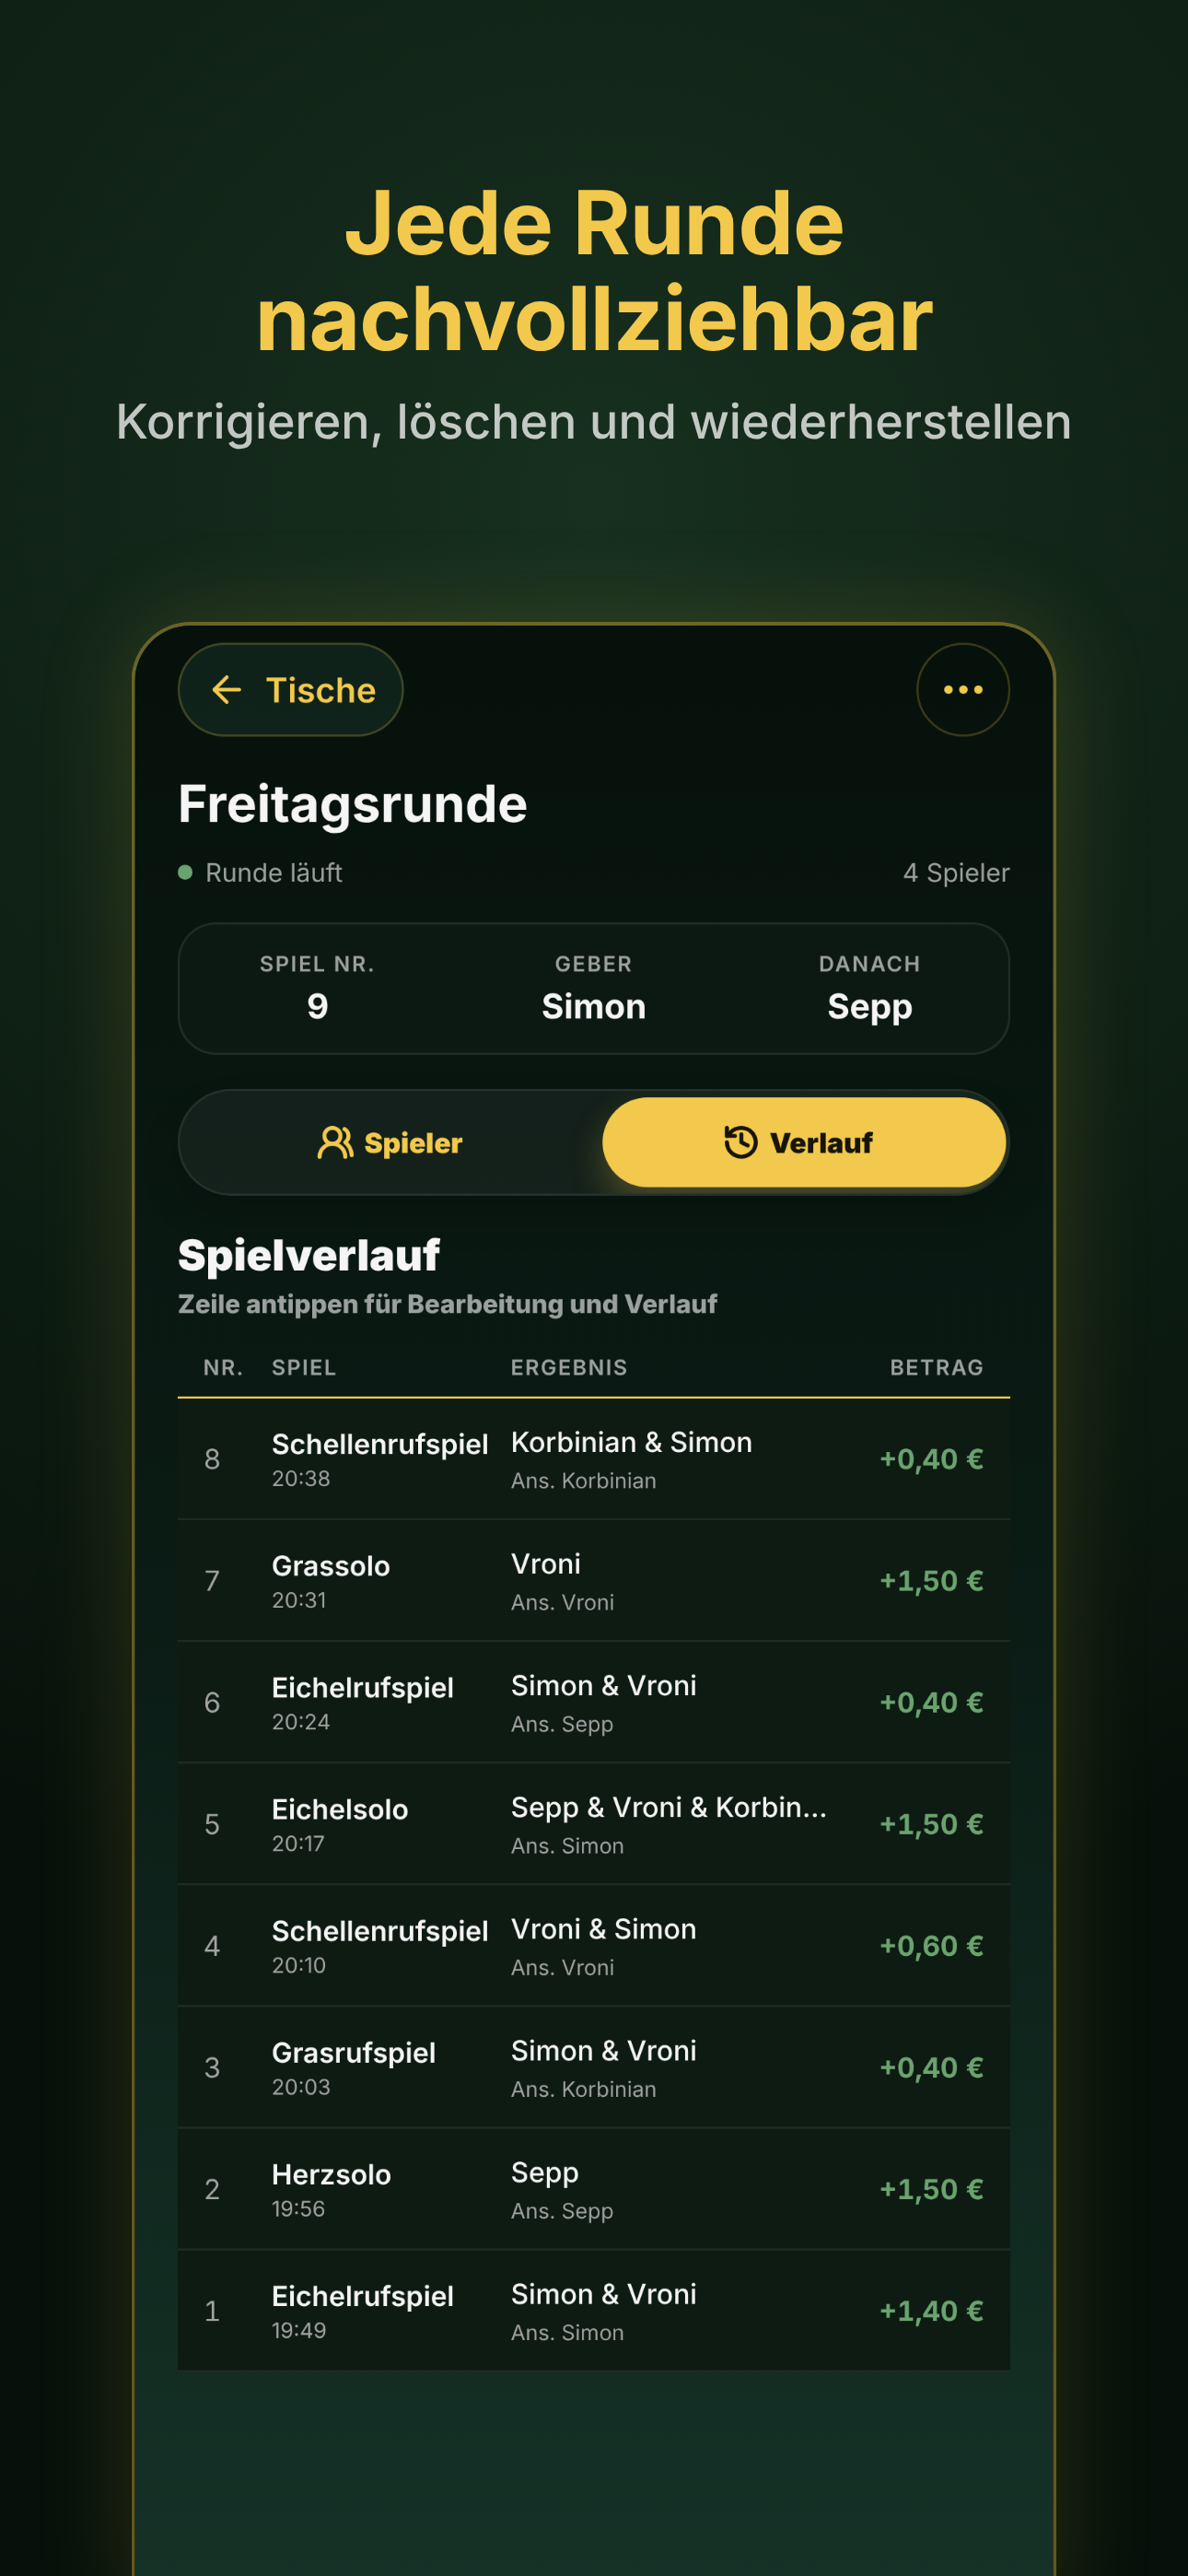 Jede Runde
nachvollziehbar
Korrigieren, löschen und wiederherstellen
Tische
Freitagsrunde
Runde läuft 4 Spieler
SPIEL NR. GEBER DANACH
9 Simon Sepp
Spieler Verlauf
Spielverlauf
Zeile antippen für Bearbeitung und Verlauf
NR. SPIEL ERGEBNIS BETRAG
8 Schellenrufspiel Korbinian & Simon +0,40 €
20:38 Ans. Korbinian
7 Grassolo Vroni +1,50 €
20:31 Ans. Vroni
6 Eichelrufspiel Simon & Vroni +0,40 €
20:24 Ans. Sepp
5 Eichelsolo Sepp & Vroni & Korbin... +1,50 €
20:17 Ans. Simon
4 Schellenrufspiel Vroni & Simon +0,60 €
20:10 Ans. Vroni
3 Grasrufspiel Simon & Vroni +0,40 €
20:03 Ans. Korbinian
2 Herzsolo Sepp +1,50 €
19:56 Ans. Sepp
1 Eichelrufspiel Simon & Vroni +1,40 €
19:49 Ans. Simon